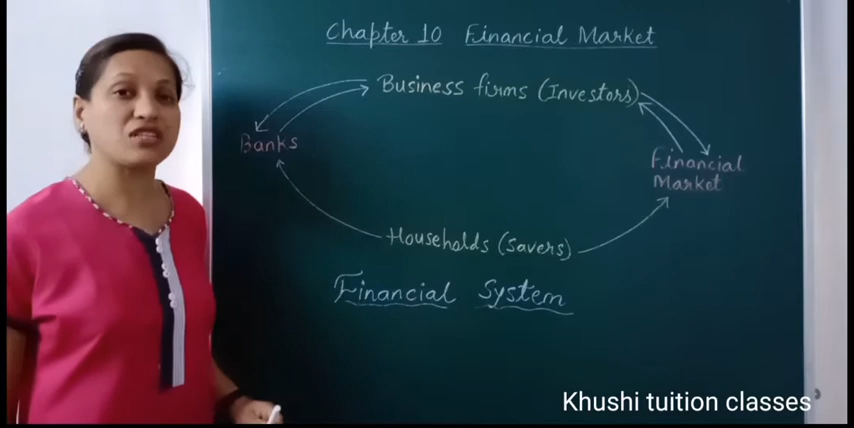 Chapter 10 Financial Market
Business firms (Investors)
Banks
Financial
Market
Households (Savers)
Financial System
Khushi tuition classes